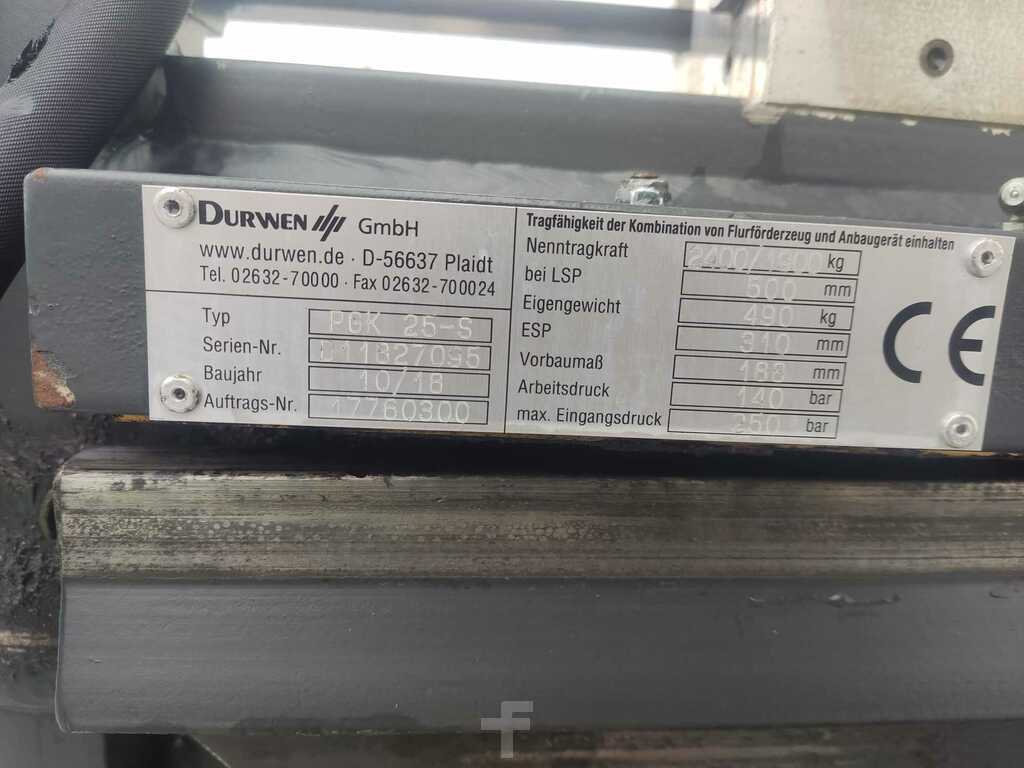 DURWEN GmbH
www.durwen.de · D-56637 Plaidt
Tel. 02632-70000 · Fax 02632-700024
Typ PGK 25-S
Serien-Nr.
Baujahr 10/18
Auftrags-Nr. 17760300
Tragfähigkeit der Kombination von Flurförderzeug und Anbaugerät einhalten
Nenntragkraft kg
bei LSP 500 mm
Eigengewicht 490 kg
ESP 310 mm
Vorbaumaß 188 mm
Arbeitsdruck 140 bar
max. Eingangsdruck 250 bar
CE